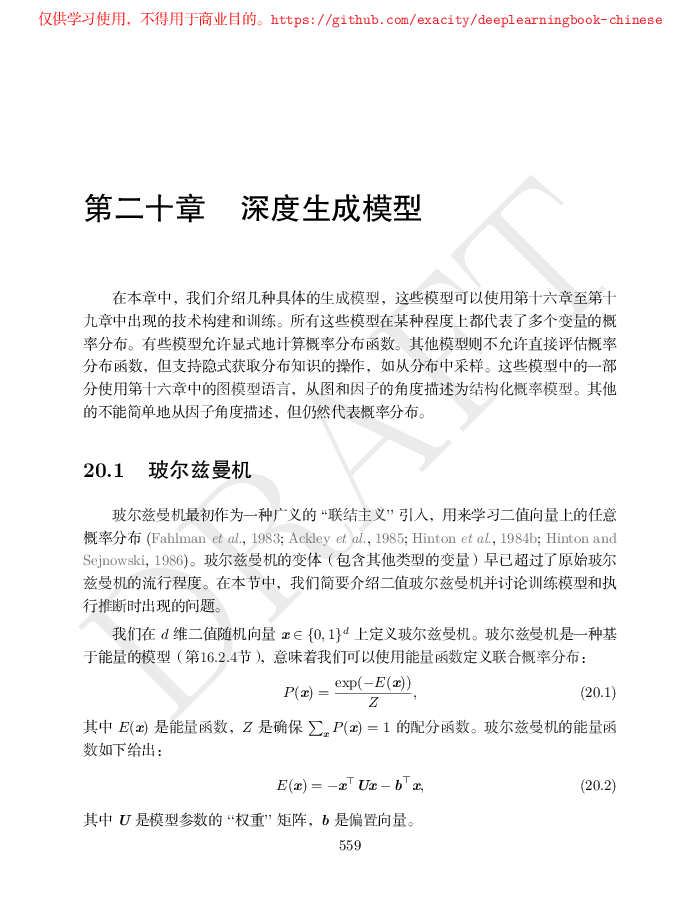 仅供学习使用，不得用于商业目的。https://github.com/exacity/deeplearningbook-chinese
第二十章 深度生成模型
在本章中，我们介绍几种具体的生成模型，这些模型可以使用第十六章至第十
九章中出现的技术构建和训练。所有这些模型在某种程度上都代表了多个变量的概
率分布。有些模型允许显式地计算概率分布函数。其他模型则不允许直接评估概率
分布函数，但支持隐式获取分布知识的操作，如从分布中采样。这些模型中的一部
分使用第十六章中的图模型语言，从图和因子的角度描述为结构化概率模型。其他
的不能简单地从因子角度描述，但仍然代表概率分布。
20.1 玻尔兹曼机
玻尔兹曼机最初作为一种广义的 “联结主义” 引入，用来学习二值向量上的任意
概率分布 (Fahlman et al., 1983; Ackley et al., 1985; Hinton et al., 1984b; Hinton and
Sejnowski, 1986)。玻尔兹曼机的变体（包含其他类型的变量）早已超过了原始玻尔
兹曼机的流行程度。在本节中，我们简要介绍二值玻尔兹曼机并讨论训练模型和执
行推断时出现的问题。
我们在 d 维二值随机向量 x ∈ {0, 1}^d 上定义玻尔兹曼机。玻尔兹曼机是一种基
于能量的模型（第16.2.4节），意味着我们可以使用能量函数定义联合概率分布：
P(x) = exp(−E(x)) / Z, (20.1)
其中 E(x) 是能量函数，Z 是确保 ∑_x P(x) = 1 的配分函数。玻尔兹曼机的能量函
数如下给出：
E(x) = −x^⊤Ux − b^⊤x, (20.2)
其中 U 是模型参数的 “权重” 矩阵，b 是偏置向量。
559
DRAFT